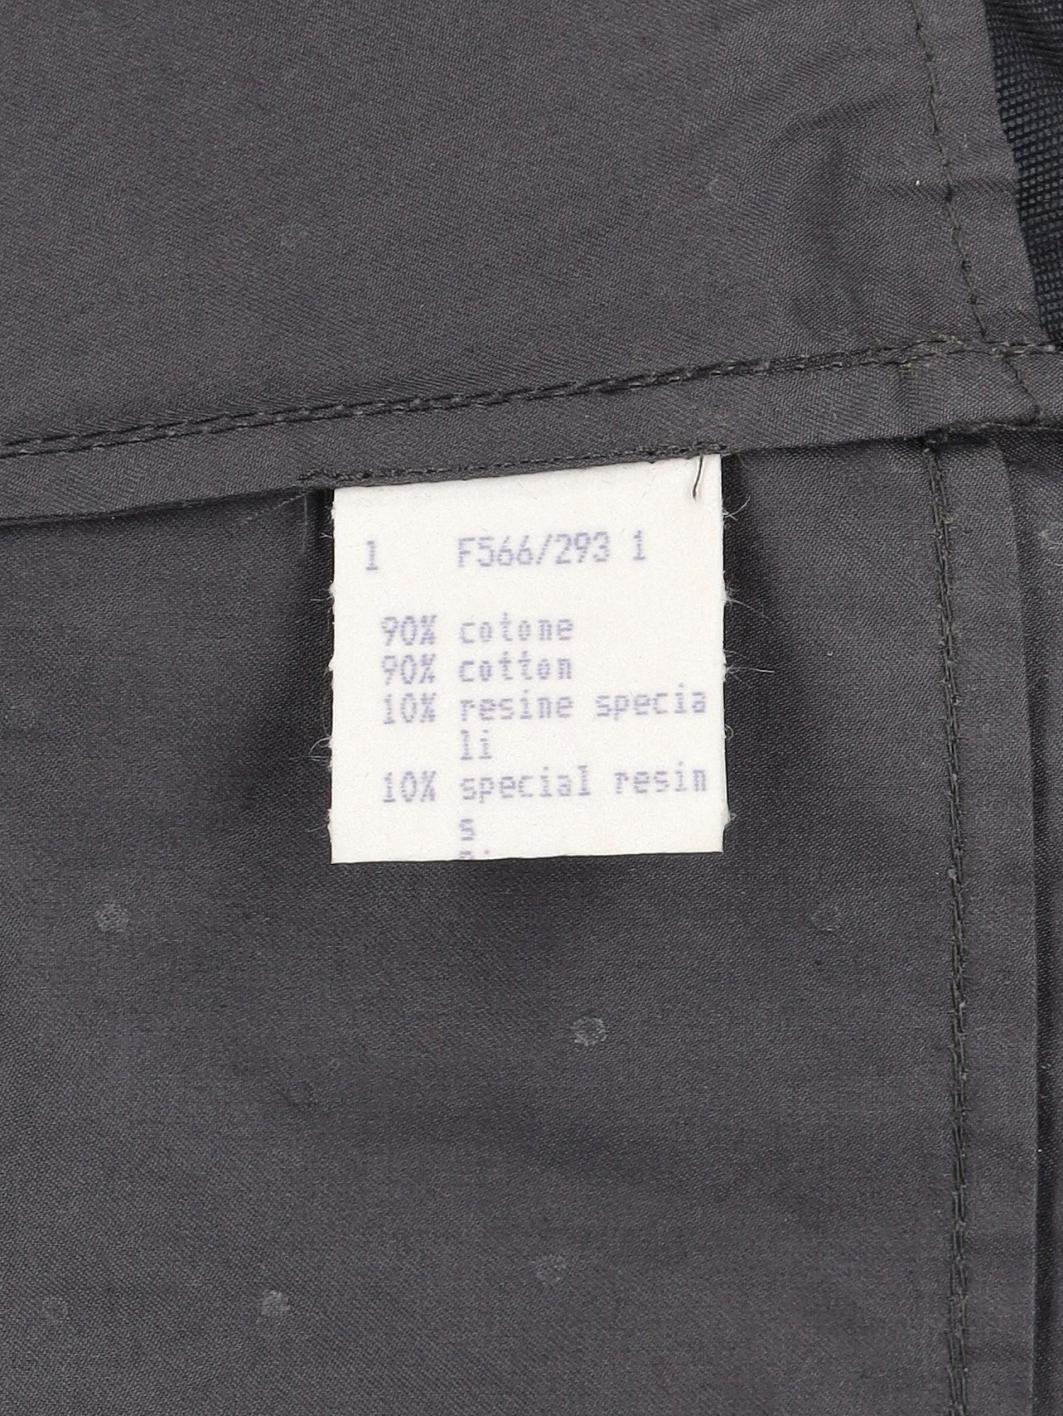 1 F566/293 1
90% cotone
90% cotton
10% resine specia
li
10% special resin
s